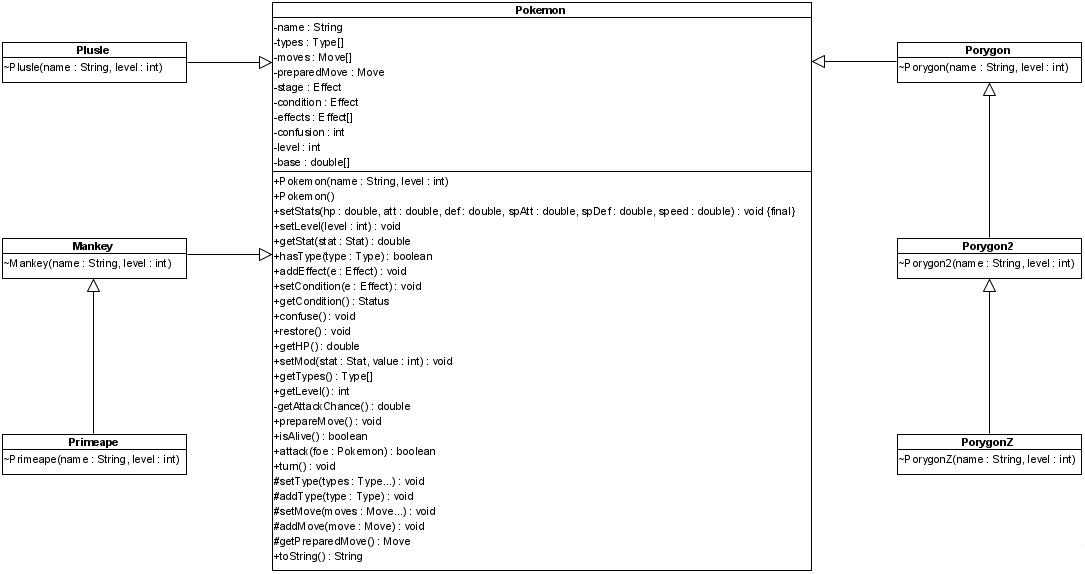 Pokemon
-name : String
-types : Type[]
-moves : Move[]
-preparedMove : Move
-stage : Effect
-condition : Effect
-effects : Effect[]
-confusion : int
-level : int
-base : double[]
+Pokemon(name : String, level : int)
+Pokemon()
+setStats(hp : double, att : double, def : double, spAtt : double, spDef : double, speed : double) : void {final}
+setLevel(level : int) : void
+getStat(stat : Stat) : double
+hasType(type : Type) : boolean
+addEffect(e : Effect) : void
+setCondition(e : Effect) : void
+getCondition() : Status
+confuse() : void
+restore() : void
+getHP() : double
+setMod(stat : Stat, value : int) : void
+getTypes() : Type[]
+getLevel() : int
-getAttackChance() : double
+prepareMove() : void
+isAlive() : boolean
+attack(foe : Pokemon) : boolean
+turn() : void
#setType(types : Type...) : void
#addType(type : Type) : void
#setMove(moves : Move...) : void
#addMove(move : Move) : void
#getPreparedMove() : Move
+toString() : String
Plusle
~Plusle(name : String, level : int)
Mankey
~Mankey(name : String, level : int)
Primeape
~Primeape(name : String, level : int)
Porygon
~Porygon(name : String, level : int)
Porygon2
~Porygon2(name : String, level : int)
PorygonZ
~PorygonZ(name : String, level : int)